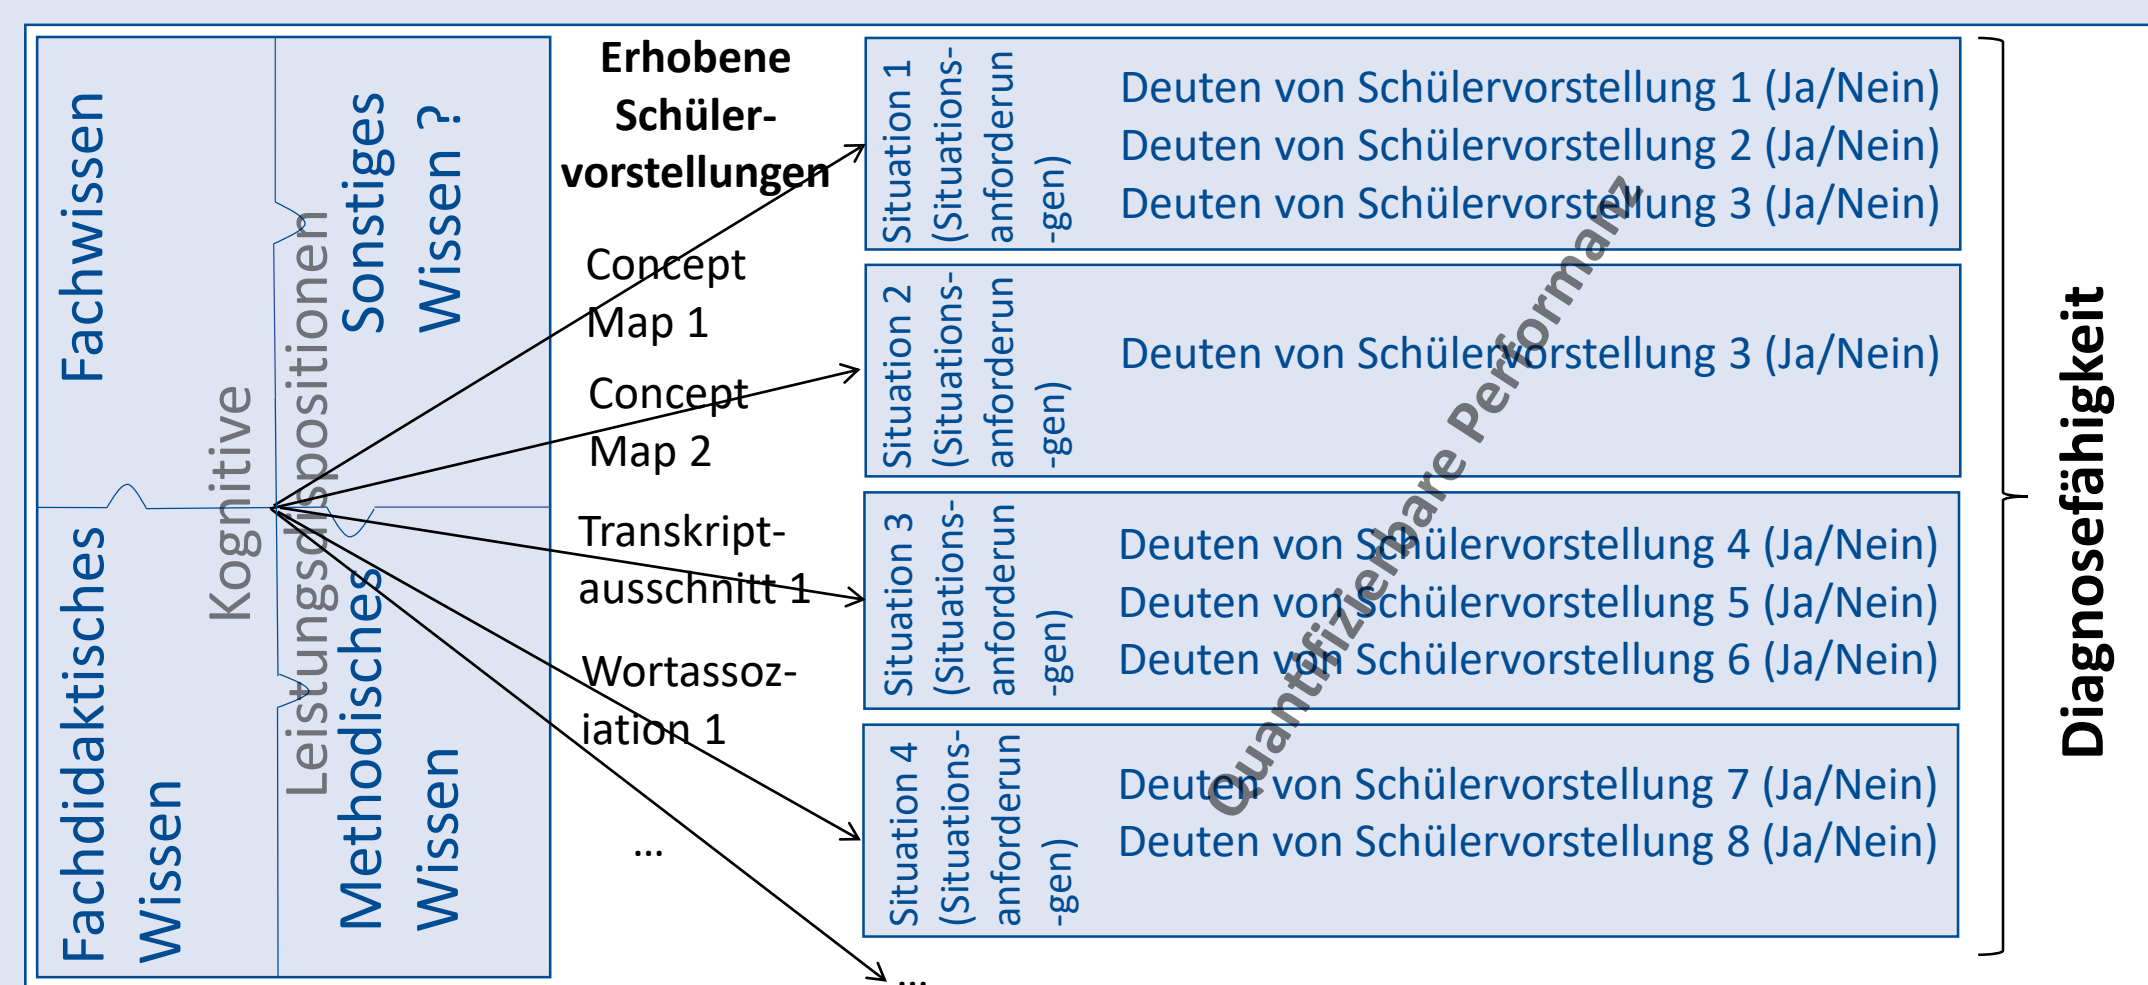 Fachwissen
Sonstiges
Wissen ?
Kognitive
Leistungsdispositionen
Fachdidaktisches
Wissen
Methodisches
Wissen
Erhobene
Schüler-
vorstellungen
Concept
Map 1
Concept
Map 2
Transkript-
ausschnitt 1
Wortassoz-
iation 1
...
Situation 1
(Situations-
anforderun
-gen)
Deuten von Schülervorstellung 1 (Ja/Nein)
Deuten von Schülervorstellung 2 (Ja/Nein)
Deuten von Schülervorstellung 3 (Ja/Nein)
Situation 2
(Situations-
anforderun
-gen)
Deuten von Schülervorstellung 3 (Ja/Nein)
Situation 3
(Situations-
anforderun
-gen)
Deuten von Schülervorstellung 4 (Ja/Nein)
Deuten von Schülervorstellung 5 (Ja/Nein)
Deuten von Schülervorstellung 6 (Ja/Nein)
Situation 4
(Situations-
anforderun
-gen)
Deuten von Schülervorstellung 7 (Ja/Nein)
Deuten von Schülervorstellung 8 (Ja/Nein)
...
Quantifizierbare Performanz
Diagnosefähigkeit